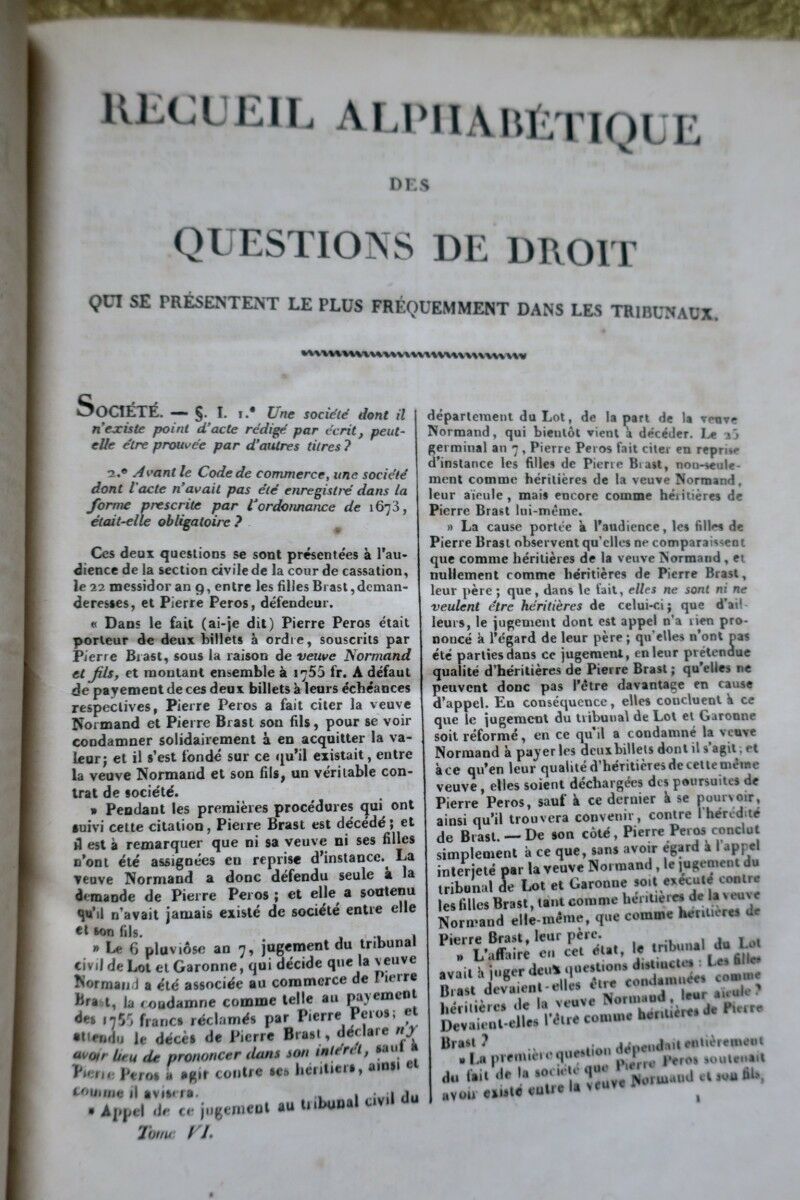 RECUEIL ALPHABÉTIQUE
DES
QUESTIONS DE DROIT
QUI SE PRÉSENTENT LE PLUS FRÉQUEMMENT DANS LES TRIBUNAUX.
SOCIÉTÉ. — §. I. 1.° Une société dont il
n'existe point d'acte rédigé par écrit, peut-
elle être prouvée par d'autres titres ?
2.° Avant le Code de commerce, une société
dont l'acte n'avait pas été enregistré dans la
forme prescrite par l'ordonnance de 1673,
était-elle obligatoire ?
Ces deux questions se sont présentées à l'au-
dience de la section civile de la cour de cassation,
le 22 messidor an 9, entre les filles Brast, deman-
deresses, et Pierre Peros, défendeur.
« Dans le fait (ai-je dit) Pierre Peros était
porteur de deux billets à ordre, souscrits par
Pierre Brast, sous la raison de veuve Normand
et fils, et montant ensemble à 1755 fr. A défaut
de payement de ces deux billets à leurs échéances
respectives, Pierre Peros a fait citer la veuve
Normand et Pierre Brast son fils, pour se voir
condamner solidairement à en acquitter la va-
leur; et il s'est fondé sur ce qu'il existait, entre
la veuve Normand et son fils, un véritable con-
trat de société.
» Pendant les premières procédures qui ont
suivi cette citation, Pierre Brast est décédé; et
il est à remarquer que ni sa veuve ni ses filles
n'ont été assignées en reprise d'instance. La
veuve Normand a donc défendu seule à la
demande de Pierre Peros ; et elle a soutenu
qu'il n'avait jamais existé de société entre elle
et son fils.
» Le 6 pluviôse an 7, jugement du tribunal
civil de Lot et Garonne, qui décide que la veuve
Normand a été associée au commerce de Pierre
Brast, la condamne comme telle au payement
des 1755 francs réclamés par Pierre Peros; et
attendu le décès de Pierre Brast, déclare n'y
avoir lieu de prononcer dans son intérêt, sauf à
Pierre Peros à agir contre ses héritiers, ainsi et
comme il avisera.
» Appel de ce jugement au tribunal civil du
Tome VI.
département du Lot, de la part de la veuve
Normand, qui bientôt vient à décéder. Le 25
germinal an 7, Pierre Peros fait citer en reprise
d'instance les filles de Pierre Brast, non-seule-
ment comme héritières de la veuve Normand,
leur aïeule, mais encore comme héritières de
Pierre Brast lui-même.
» La cause portée à l'audience, les filles de
Pierre Brast observent qu'elles ne comparaissent
que comme héritières de la veuve Normand, et
nullement comme héritières de Pierre Brast,
leur père ; que, dans le fait, elles ne sont ni ne
veulent être héritières de celui-ci; que d'ail-
leurs, le jugement dont est appel n'a rien pro-
noncé à l'égard de leur père ; qu'elles n'ont pas
été parties dans ce jugement, en leur prétendue
qualité d'héritières de Pierre Brast ; qu'elles ne
peuvent donc pas l'être davantage en cause
d'appel. En conséquence, elles concluent à ce
que le jugement du tribunal de Lot et Garonne
soit réformé, en ce qu'il a condamné la veuve
Normand à payer les deux billets dont il s'agit; et
à ce qu'en leur qualité d'héritières de cette même
veuve, elles soient déchargées des poursuites de
Pierre Peros, sauf à ce dernier à se pourvoir,
ainsi qu'il trouvera convenir, contre l'hérédité
de Brast. — De son côté, Pierre Peros conclut
simplement à ce que, sans avoir égard à l'appel
interjeté par la veuve Normand, le jugement du
tribunal de Lot et Garonne soit exécuté contre
les filles Brast, tant comme héritières de la veuve
Normand elle-même, que comme héritières de
Pierre Brast, leur père.
» L'affaire en cet état, le tribunal du Lot
avait à juger deux questions distinctes : Les filles
Brast devaient-elles être condamnées comme
héritières de la veuve Normand, leur aïeule ?
Devaient-elles l'être comme héritières de Pierre
Brast ?
» La première question dépendait entièrement
du fait de la société que Pierre Peros soutenait
avoir existé entre la veuve Normand et son fils,
1